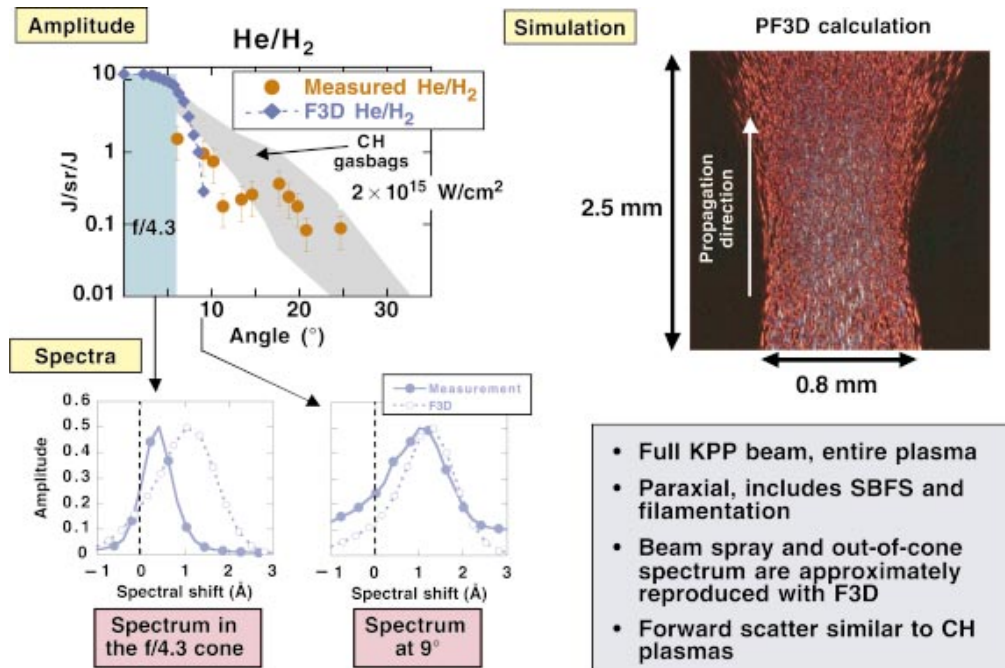 Amplitude
He/H2
10
1
0.1
0.01
J/sr/J
Measured He/H2
F3D He/H2
CH
gasbags
2 × 10^15 W/cm^2
f/4.3
10
20
30
Angle (°)
Simulation
PF3D calculation
2.5 mm
Propagation
direction
0.8 mm
Spectra
Measurement
F3D
0.6
0.5
0.4
0.3
0.2
0.1
0
Amplitude
– 1 0 1 2 3
Spectral shift (Å)
Spectrum in
the f/4.3 cone
– 1 0 1 2 3
Spectral shift (Å)
Spectrum
at 9°
• Full KPP beam, entire plasma
• Paraxial, includes SBFS and
filamentation
• Beam spray and out-of-cone
spectrum are approximately
reproduced with F3D
• Forward scatter similar to CH
plasmas